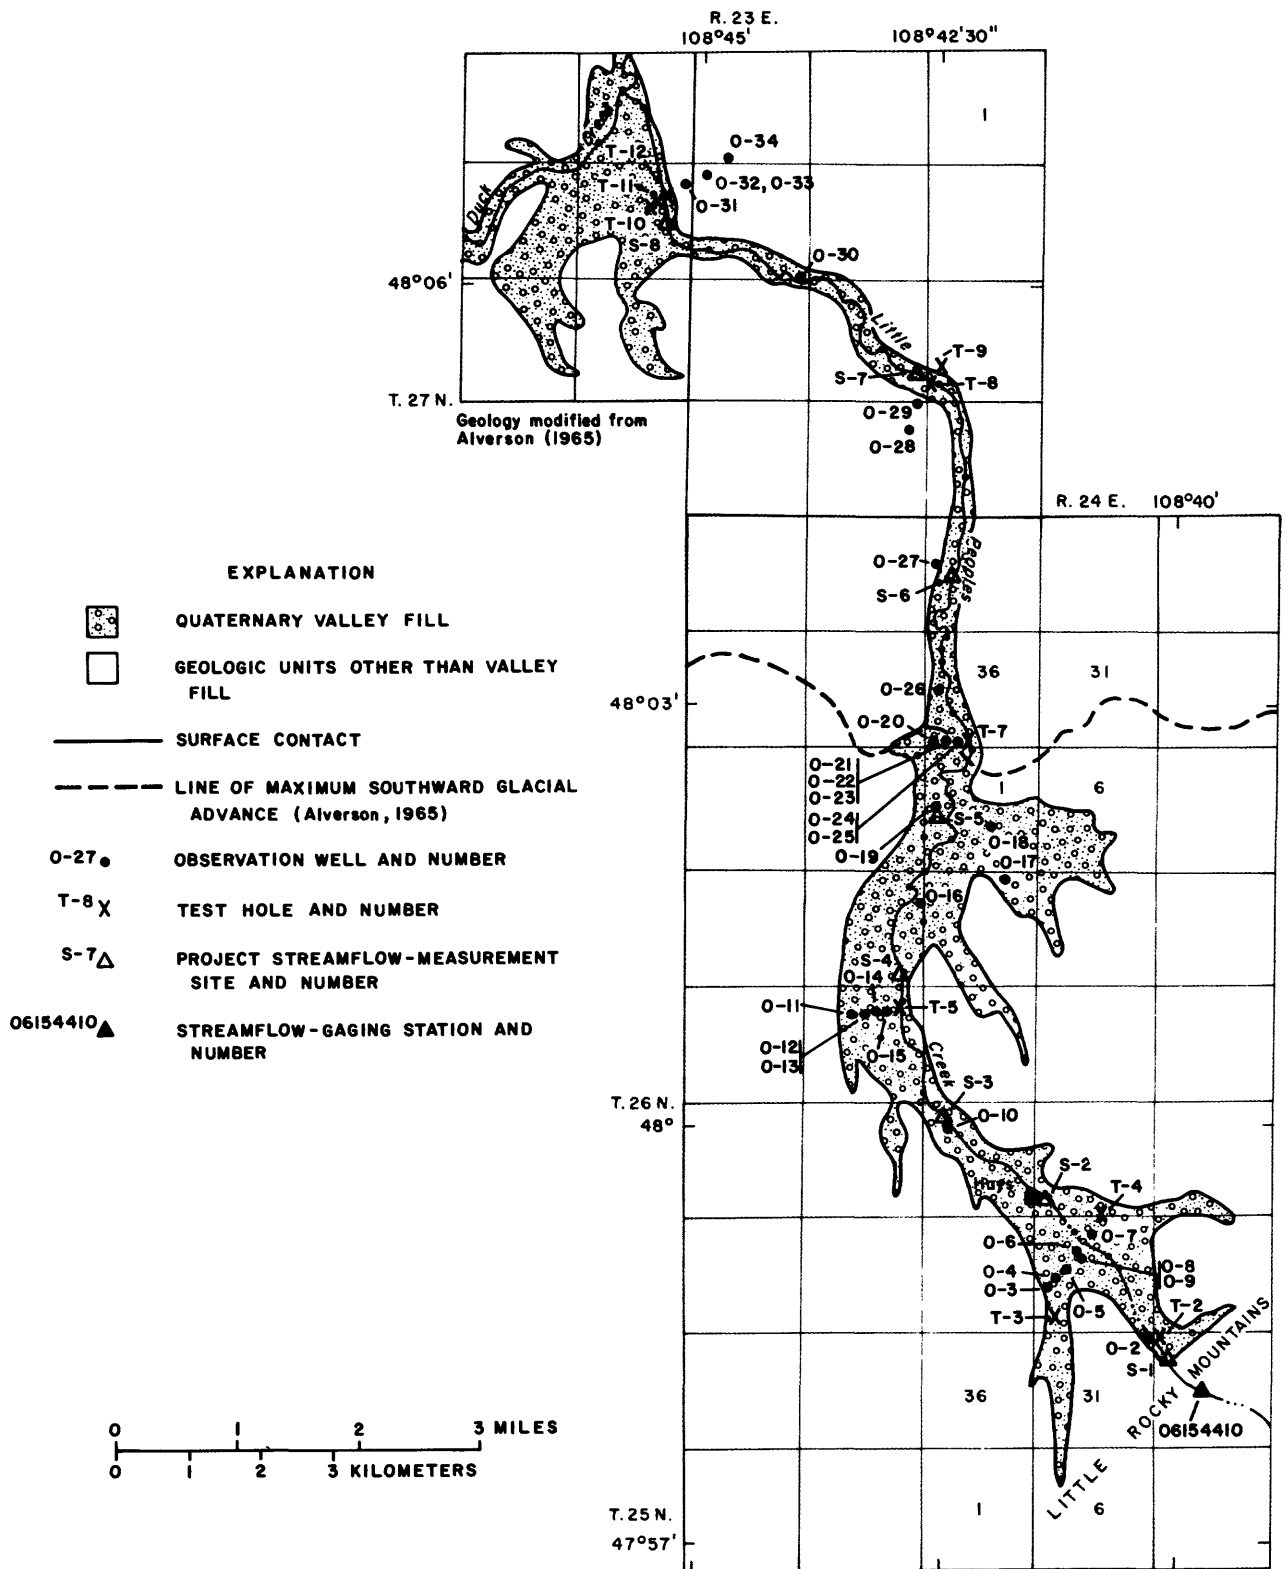 R. 23 E.
108°45'
108°42'30"
1
O-34
T-12
O-32, O-33
T-11
O-31
Duck
T-10
S-8
O-30
48°06'
Little
T-9
S-7
T-8
T. 27 N.
O-29
Geology modified from
Alverson (1965)
O-28
R. 24 E.
108°40'
O-27
Peoples
S-6
EXPLANATION
QUATERNARY VALLEY FILL
GEOLOGIC UNITS OTHER THAN VALLEY
FILL
SURFACE CONTACT
LINE OF MAXIMUM SOUTHWARD GLACIAL
ADVANCE (Alverson, 1965)
O-27
OBSERVATION WELL AND NUMBER
T-8
TEST HOLE AND NUMBER
S-7
PROJECT STREAMFLOW-MEASUREMENT
SITE AND NUMBER
06154410
STREAMFLOW-GAGING STATION AND
NUMBER
36
31
O-26
48°03'
O-20
T-7
O-21
O-22
O-23
1
6
O-24
O-25
S-5
O-18
O-19
O-17
O-16
S-4
O-14
O-11
T-5
O-12
O-13
O-15
Creek
S-3
T. 26 N.
O-10
48°
S-2
Hays
T-4
O-6
O-7
O-4
O-8
O-9
O-3
O-5
T-3
T-2
O-2
S-1
36
31
LITTLE ROCKY MOUNTAINS
06154410
0 1 2 3 MILES
0 1 2 3 KILOMETERS
T. 25 N.
1
6
47°57'